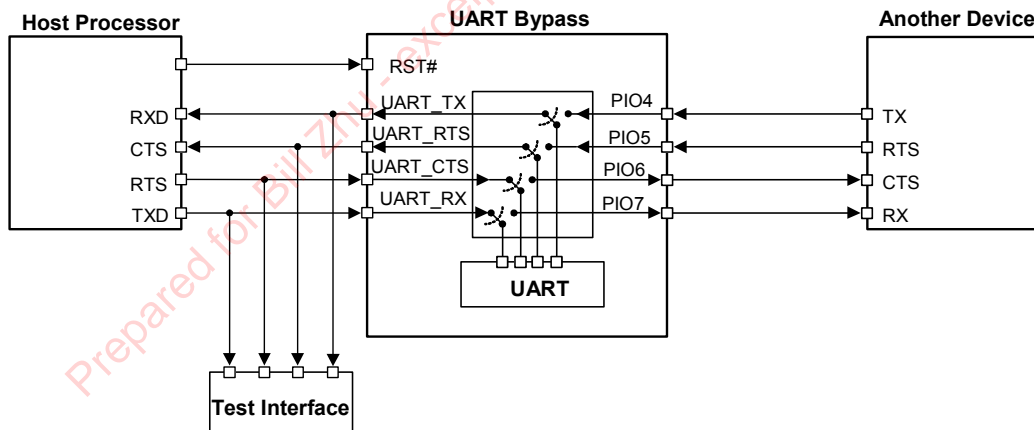 Host Processor
UART Bypass
Another Device
RST#
RXD
UART_TX
PIO4
TX
CTS
UART_RTS
PIO5
RTS
RTS
UART_CTS
PIO6
CTS
TXD
UART_RX
PIO7
RX
UART
Test Interface
Prepared for Bill Zhu - excelp